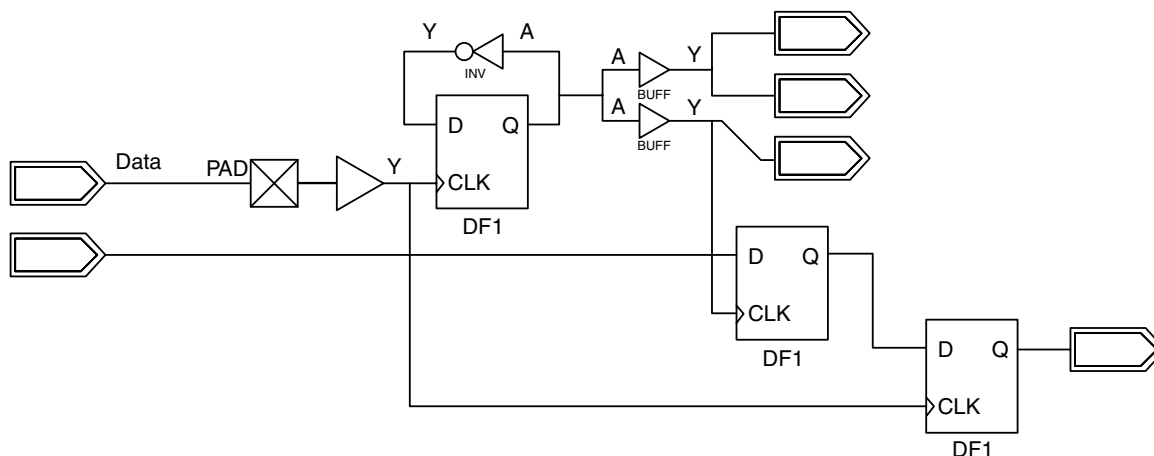 Y A
INV
A Y
BUFF
D Q
A Y
BUFF
Data
PAD Y
CLK
DF1
D Q
CLK
DF1
D Q
CLK
DF1